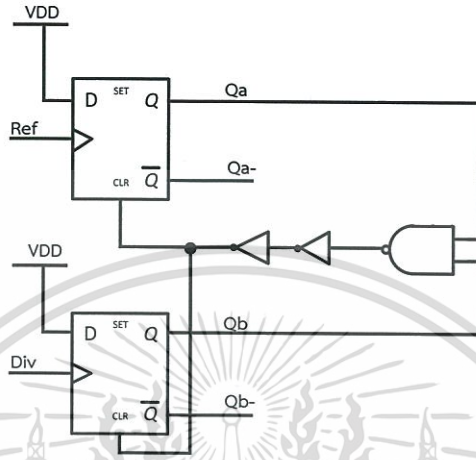 VDD
D SET Q Qa
Ref
CLR Q Qa-
VDD
D SET Q Qb
Div
CLR Q Qb-